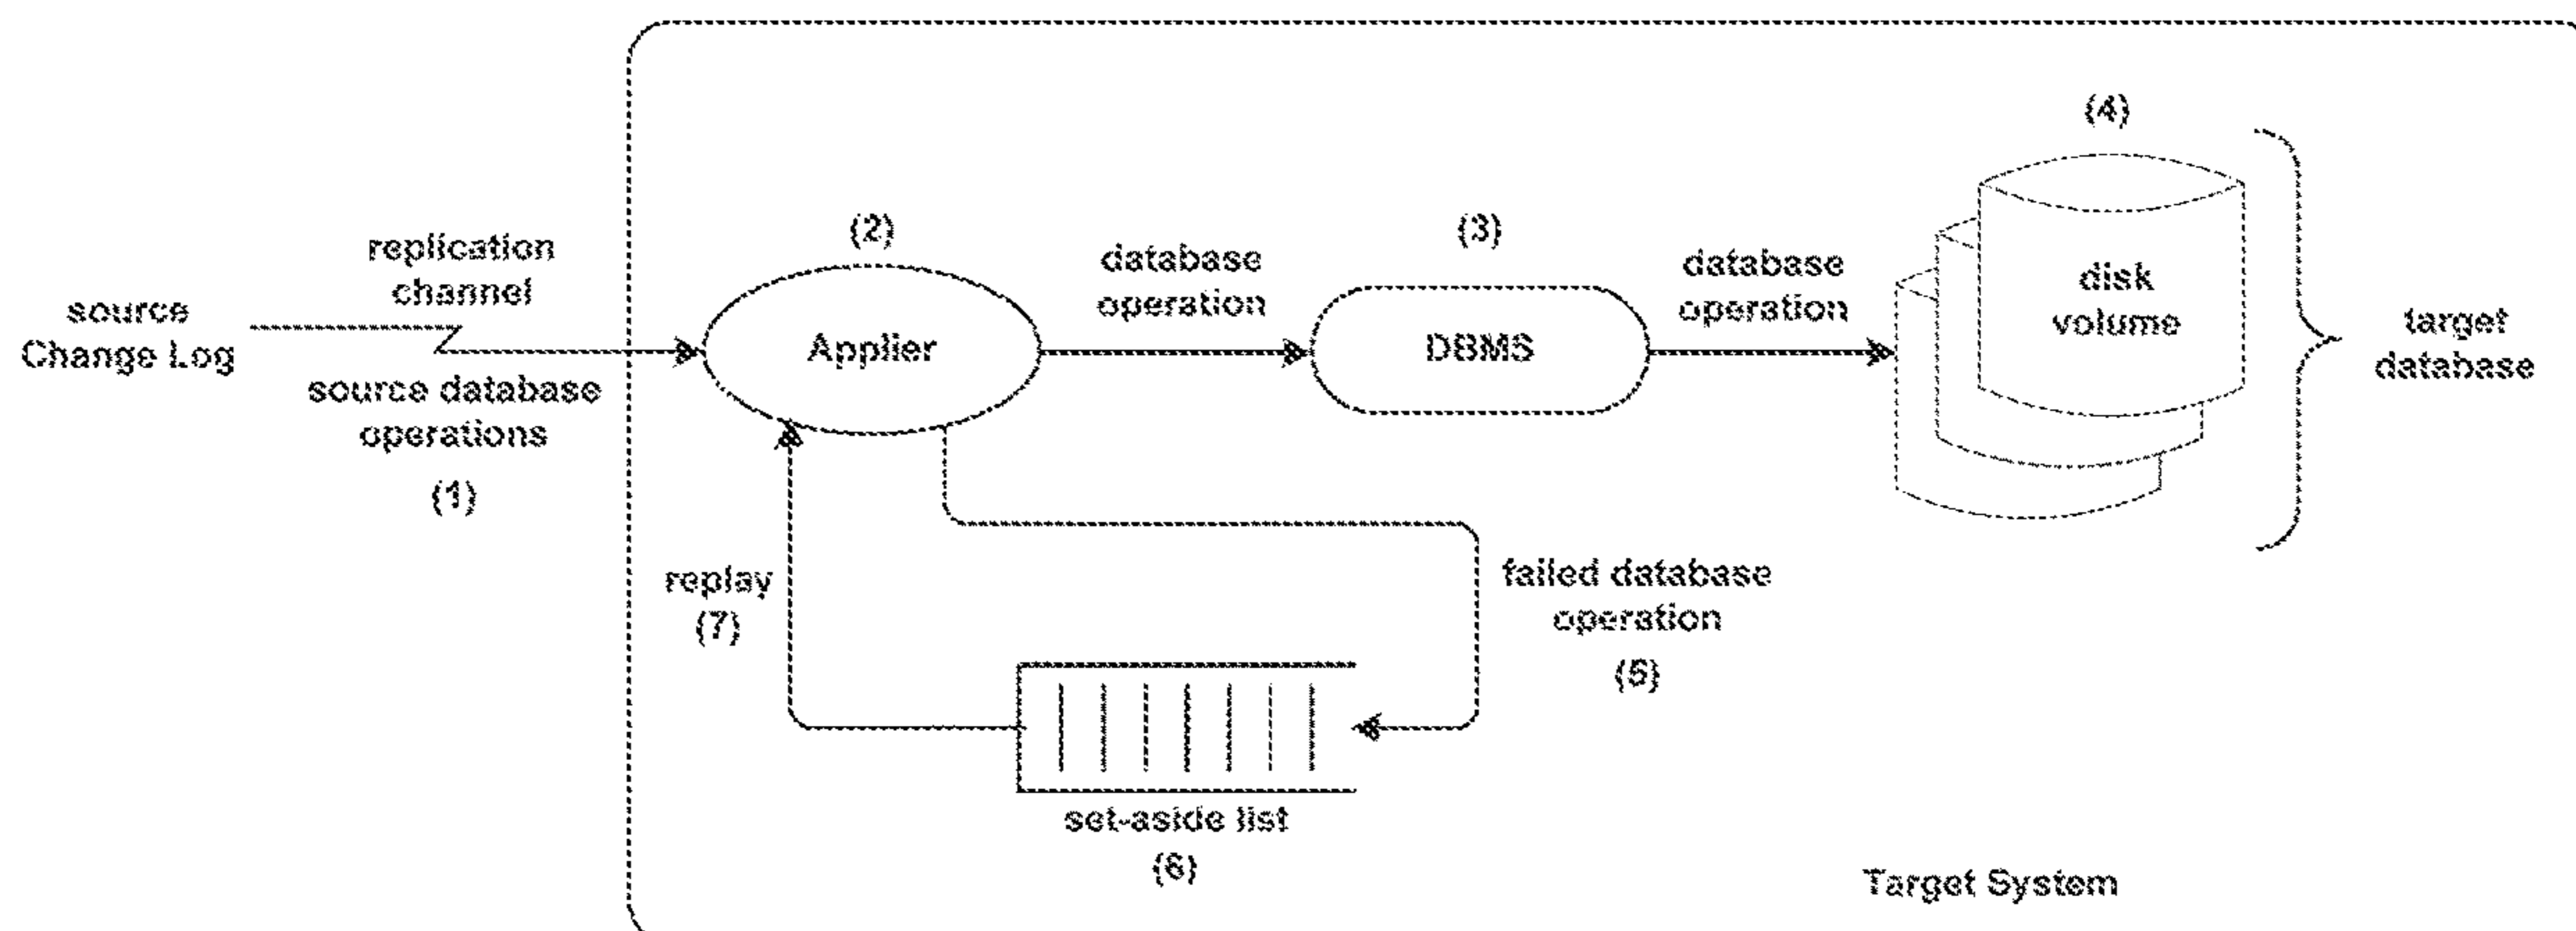 source
Change Log
replication
channel
source database
operations
(1)
(2)
Applier
database
operation
(3)
DBMS
database
operation
(4)
disk
volume
target
database
replay
(7)
failed database
operation
(5)
set-aside list
(6)
Target System